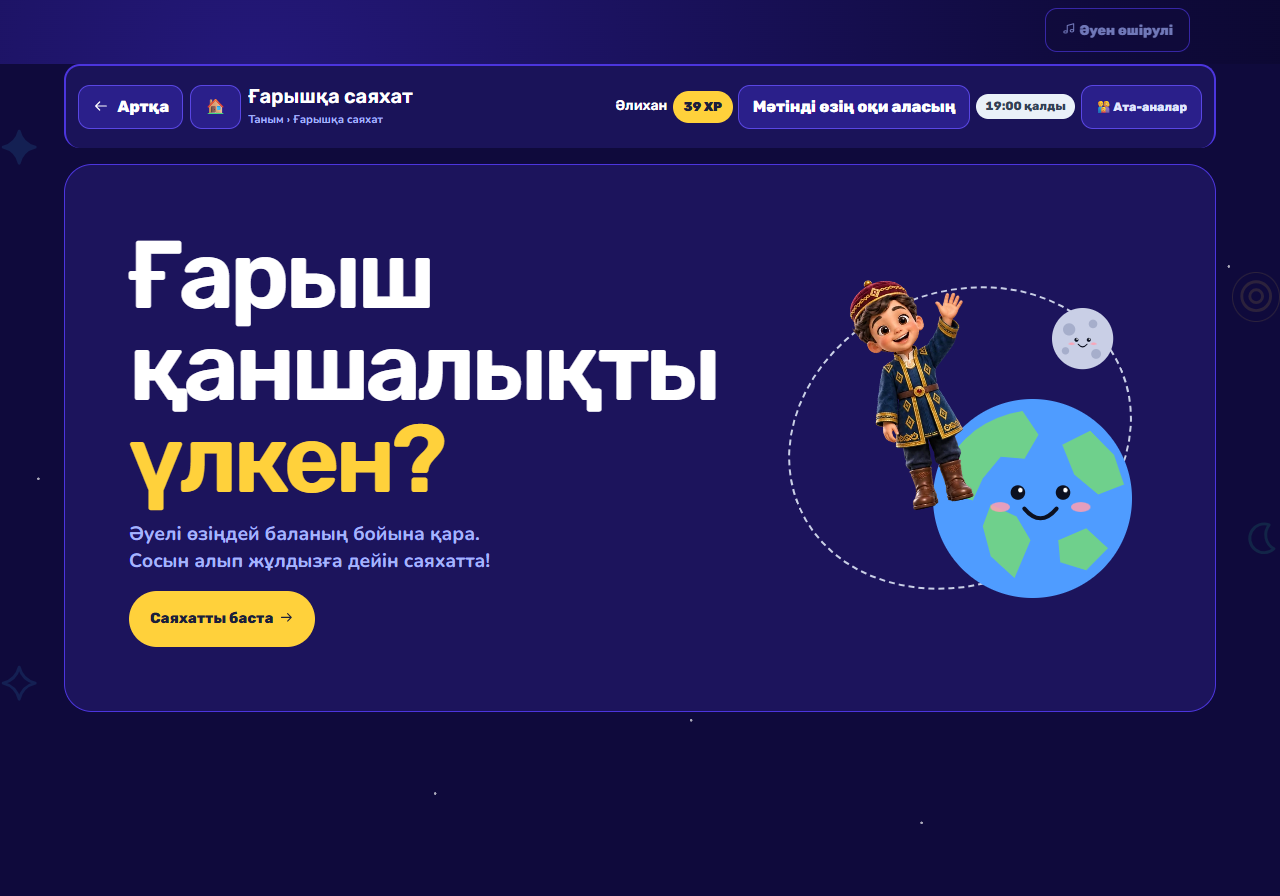 Әуен өшірулі
← Артқа
Ғарышқа саяхат
Таным › Ғарышқа саяхат
Әлихан
39 XP
Мәтінді өзің оқи аласың
19:00 қалды
Ата-аналар
Ғарыш
қаншалықты
үлкен?
Әуелі өзіңдей баланың бойына қара.
Сосын алып жұлдызға дейін саяхатта!
Саяхатты баста →